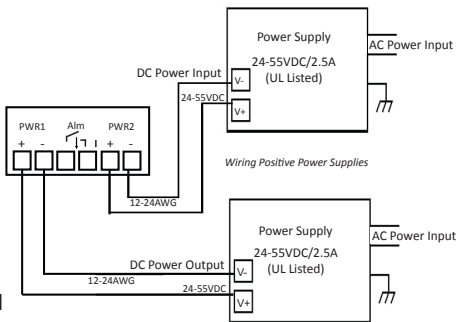 Power Supply
24-55VDC/2.5A
(UL Listed)
AC Power Input
DC Power Input
V-
24-55VDC
V+
PWR1 Alm PWR2
+ - + -
12-24AWG
Wiring Positive Power Supplies
Power Supply
24-55VDC/2.5A
(UL Listed)
AC Power Input
DC Power Output
V-
12-24AWG
24-55VDC
V+